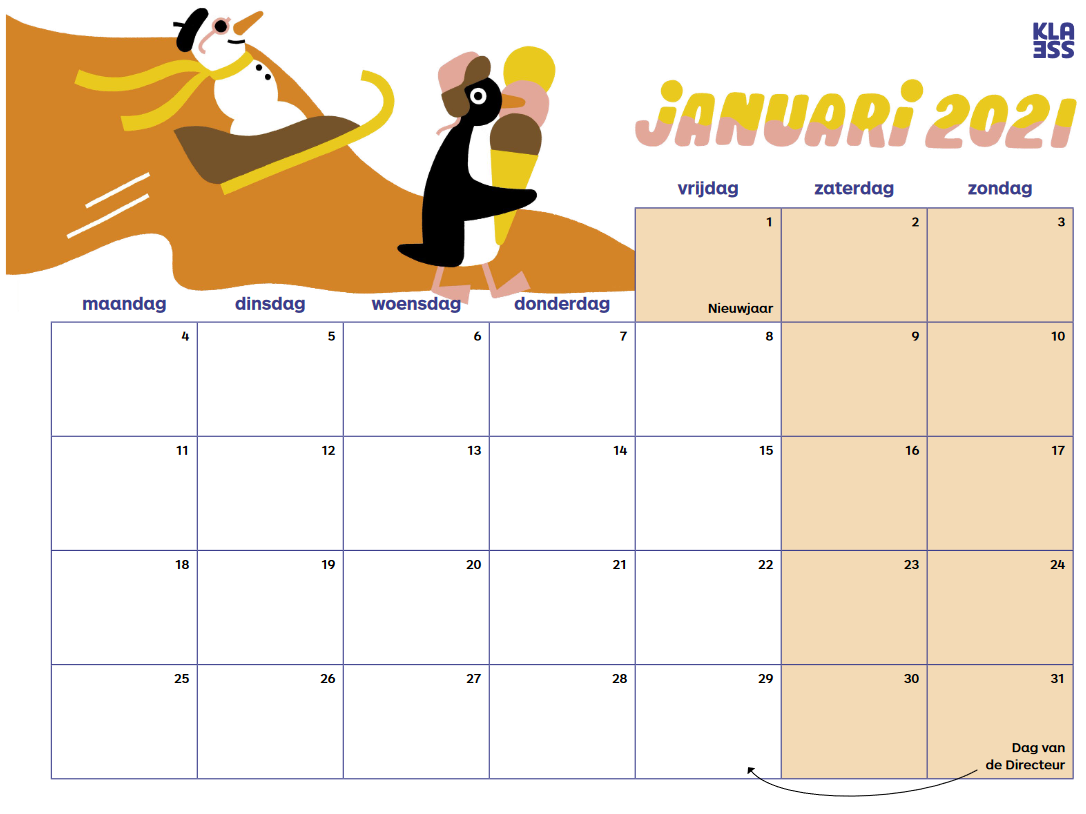 KLA
SSE
JANUARI 2021
vrijdag zaterdag zondag
1 2 3
Nieuwjaar
maandag dinsdag woensdag donderdag
4 5 6 7 8 9 10
11 12 13 14 15 16 17
18 19 20 21 22 23 24
25 26 27 28 29 30 31
Dag van
de Directeur